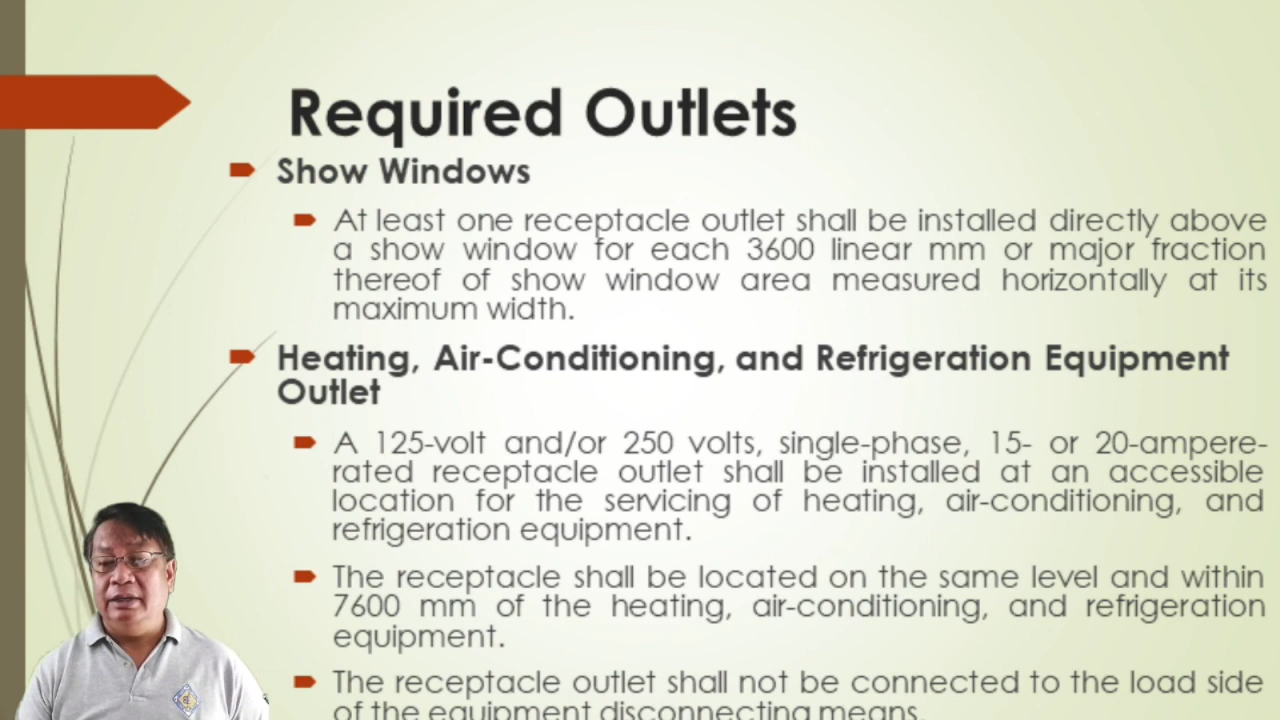 Required Outlets
Show Windows
At least one receptacle outlet shall be installed directly above
a show window for each 3600 linear mm or major fraction
thereof of show window area measured horizontally at its
maximum width.
Heating, Air-Conditioning, and Refrigeration Equipment
Outlet
A 125-volt and/or 250 volts, single-phase, 15- or 20-ampere-
rated receptacle outlet shall be installed at an accessible
location for the servicing of heating, air-conditioning, and
refrigeration equipment.
The receptacle shall be located on the same level and within
7600 mm of the heating, air-conditioning, and refrigeration
equipment.
The receptacle outlet shall not be connected to the load side
of the equipment disconnecting means.